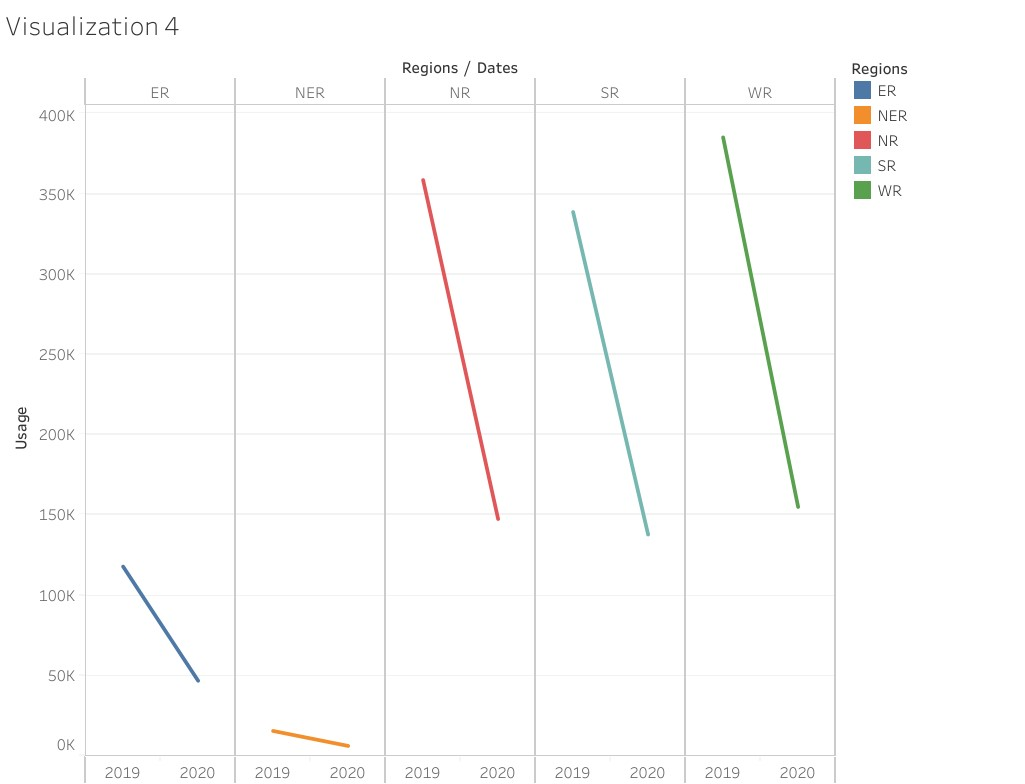 Visualization 4
Regions / Dates
ER NER NR SR WR
400K
350K
300K
250K
200K
150K
100K
50K
0K
Usage
2019 2020 2019 2020 2019 2020 2019 2020 2019 2020
Regions
ER
NER
NR
SR
WR